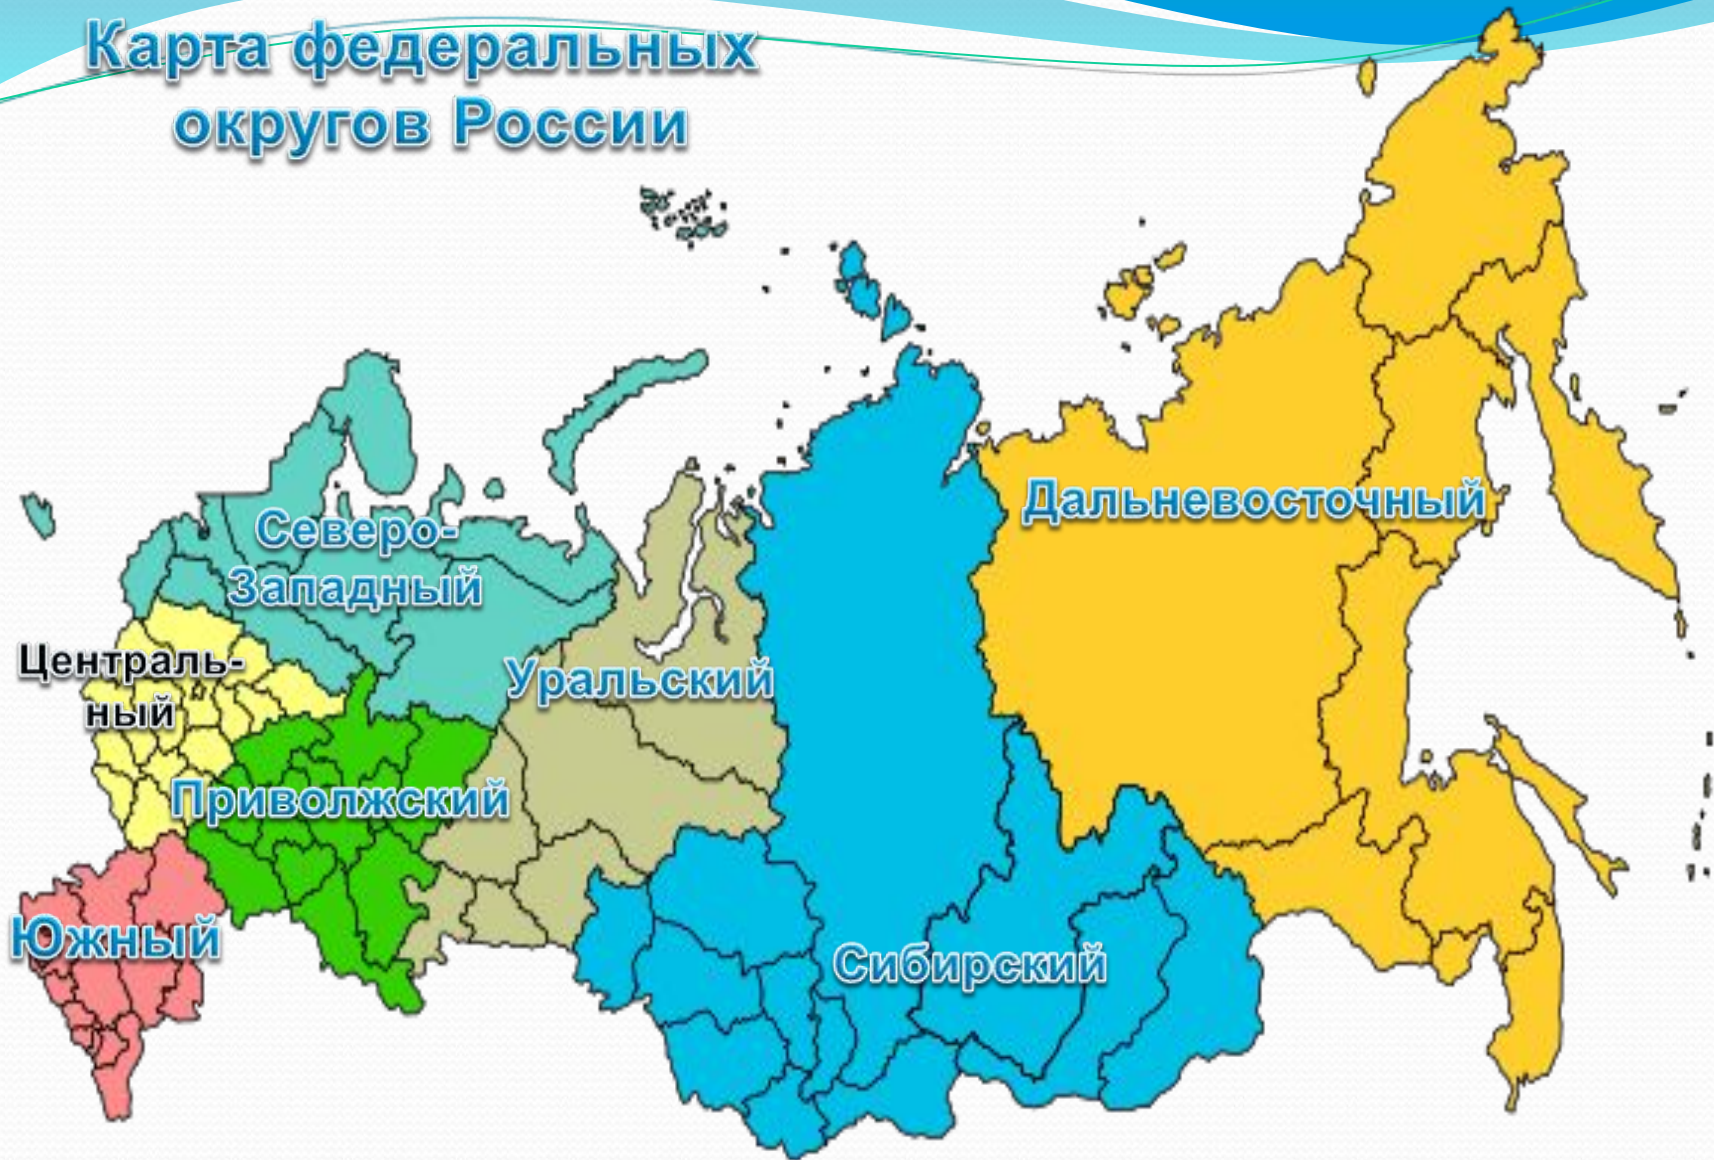 Карта федеральных
округов России
Северо-
Западный
Дальневосточный
Централь-
ный
Уральский
Приволжский
Южный
Сибирский